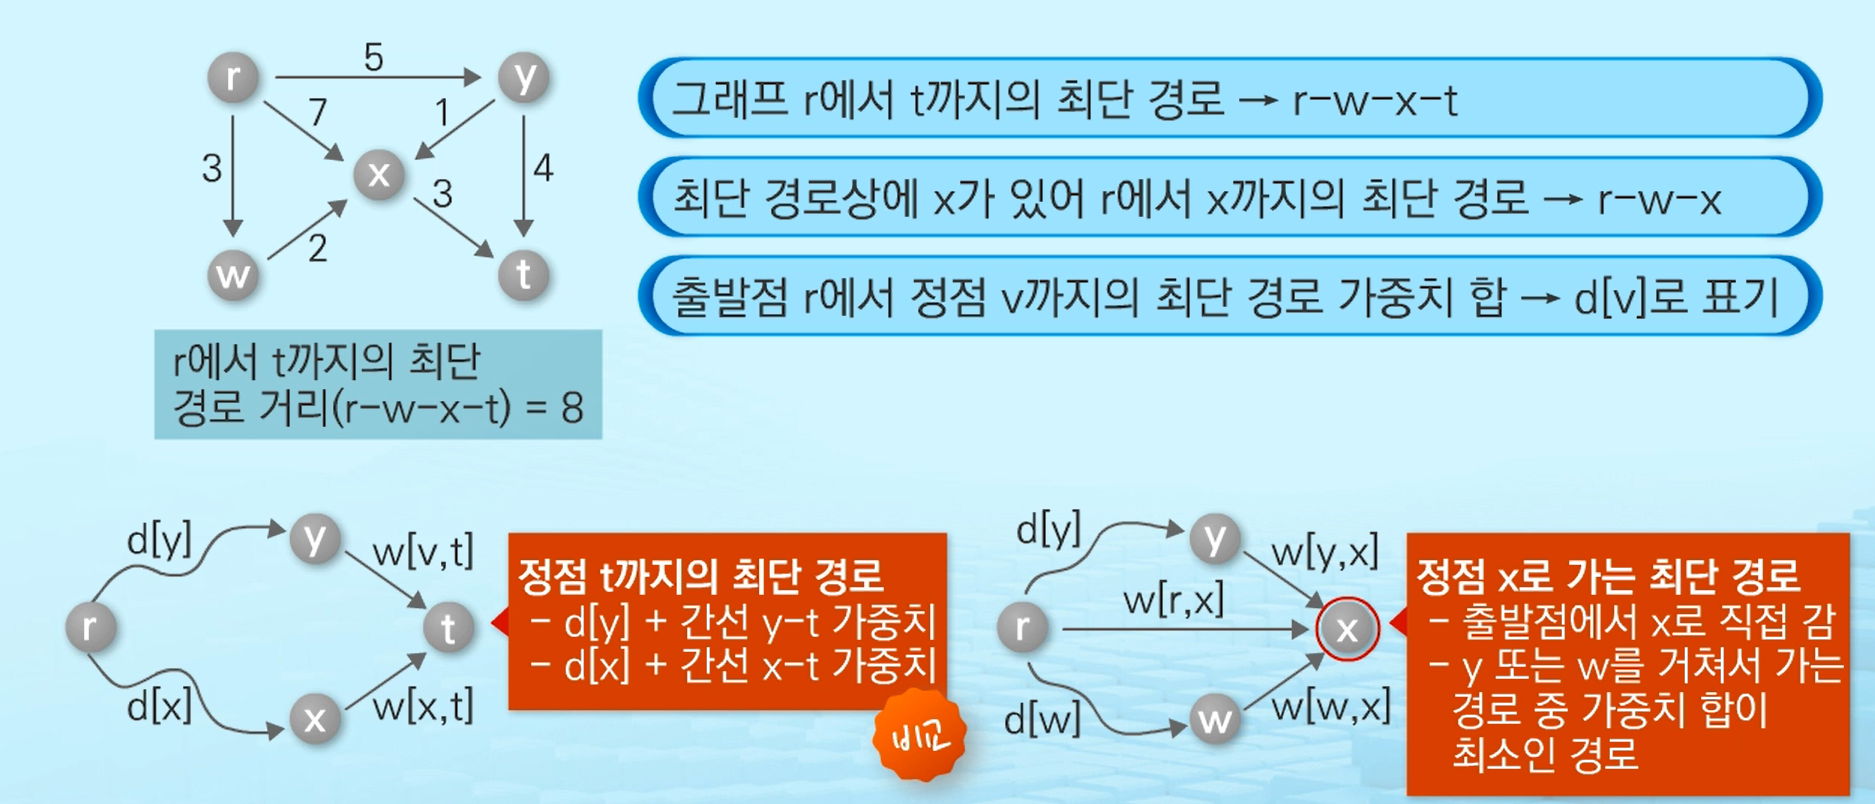 r
5
y
7
1
3
x
3
4
w
2
t
r에서 t까지의 최단
경로 거리(r-w-x-t) = 8
그래프 r에서 t까지의 최단 경로 → r-w-x-t
최단 경로상에 x가 있어 r에서 x까지의 최단 경로 → r-w-x
출발점 r에서 정점 v까지의 최단 경로 가중치 합 → d[v]로 표기
d[y]
y
w[v,t]
r
t
d[x]
x
w[x,t]
정점 t까지의 최단 경로
- d[y] + 간선 y-t 가중치
- d[x] + 간선 x-t 가중치
비교
d[y]
y
w[y,x]
r
w[r,x]
x
d[w]
w
w[w,x]
정점 x로 가는 최단 경로
- 출발점에서 x로 직접 감
- y 또는 w를 거쳐서 가는
경로 중 가중치 합이
최소인 경로